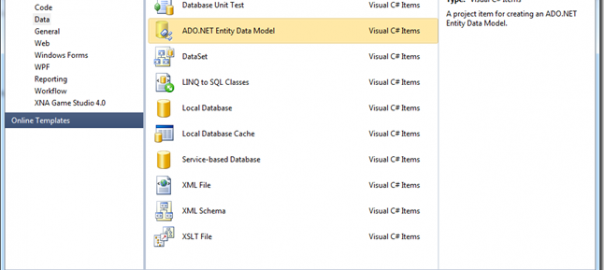 Code
Data
General
Web
Windows Forms
WPF
Reporting
Workflow
XNA Game Studio 4.0
Online Templates
Database Unit Test Visual C# Items
ADO.NET Entity Data Model Visual C# Items
DataSet Visual C# Items
LINQ to SQL Classes Visual C# Items
Local Database Visual C# Items
Local Database Cache Visual C# Items
Service-based Database Visual C# Items
XML File Visual C# Items
XML Schema Visual C# Items
XSLT File Visual C# Items
Type: Visual C# Items
A project item for creating an ADO.NET
Entity Data Model.